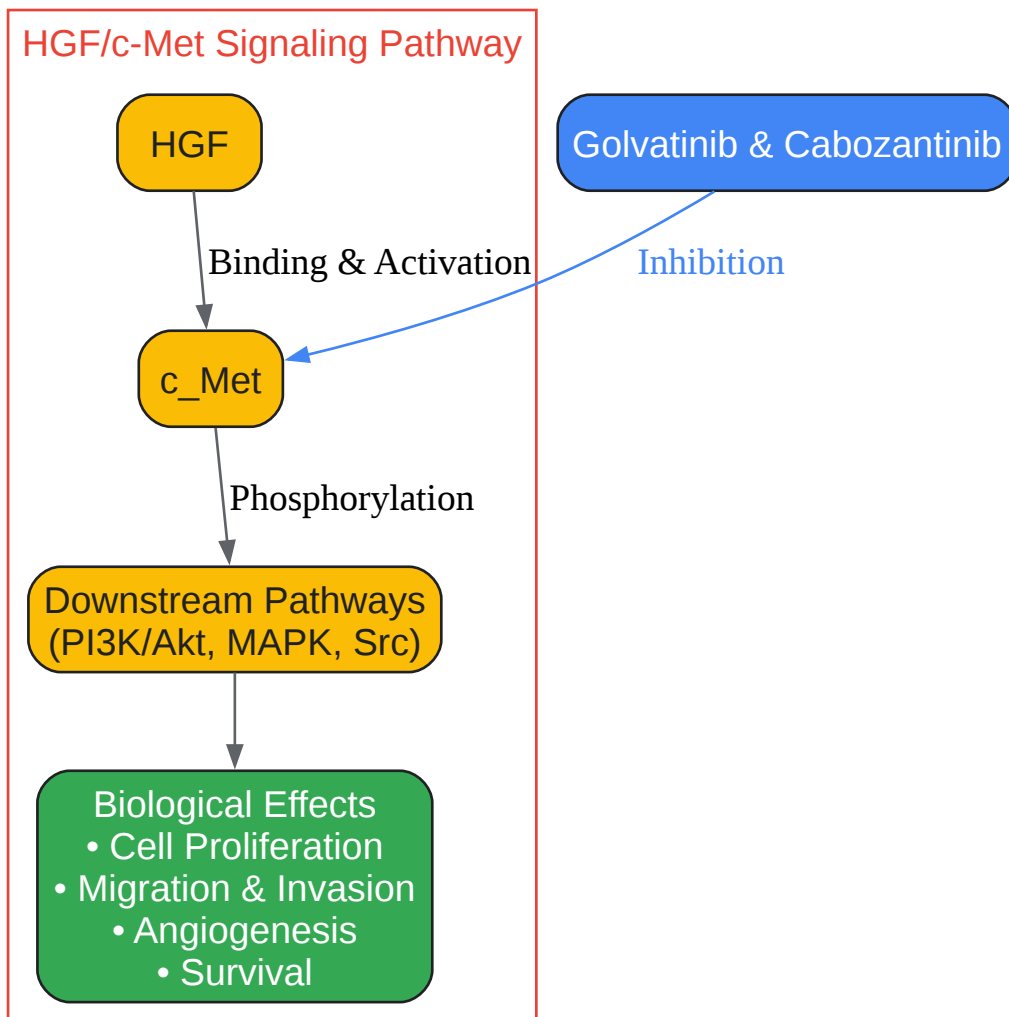 HGF/c-Met Signaling Pathway
HGF
Golvatinib & Cabozantinib
Binding & Activation
Inhibition
c_Met
Phosphorylation
Downstream Pathways
(PI3K/Akt, MAPK, Src)
Biological Effects
• Cell Proliferation
• Migration & Invasion
• Angiogenesis
• Survival